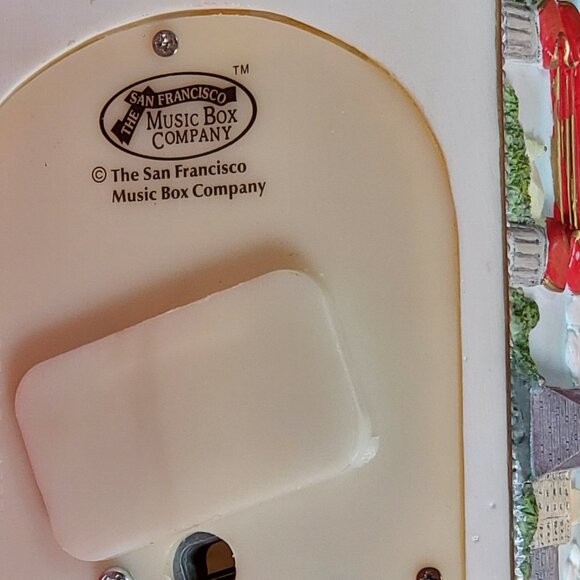 TM
THE SAN FRANCISCO
MUSIC BOX
COMPANY
© The San Francisco
Music Box Company